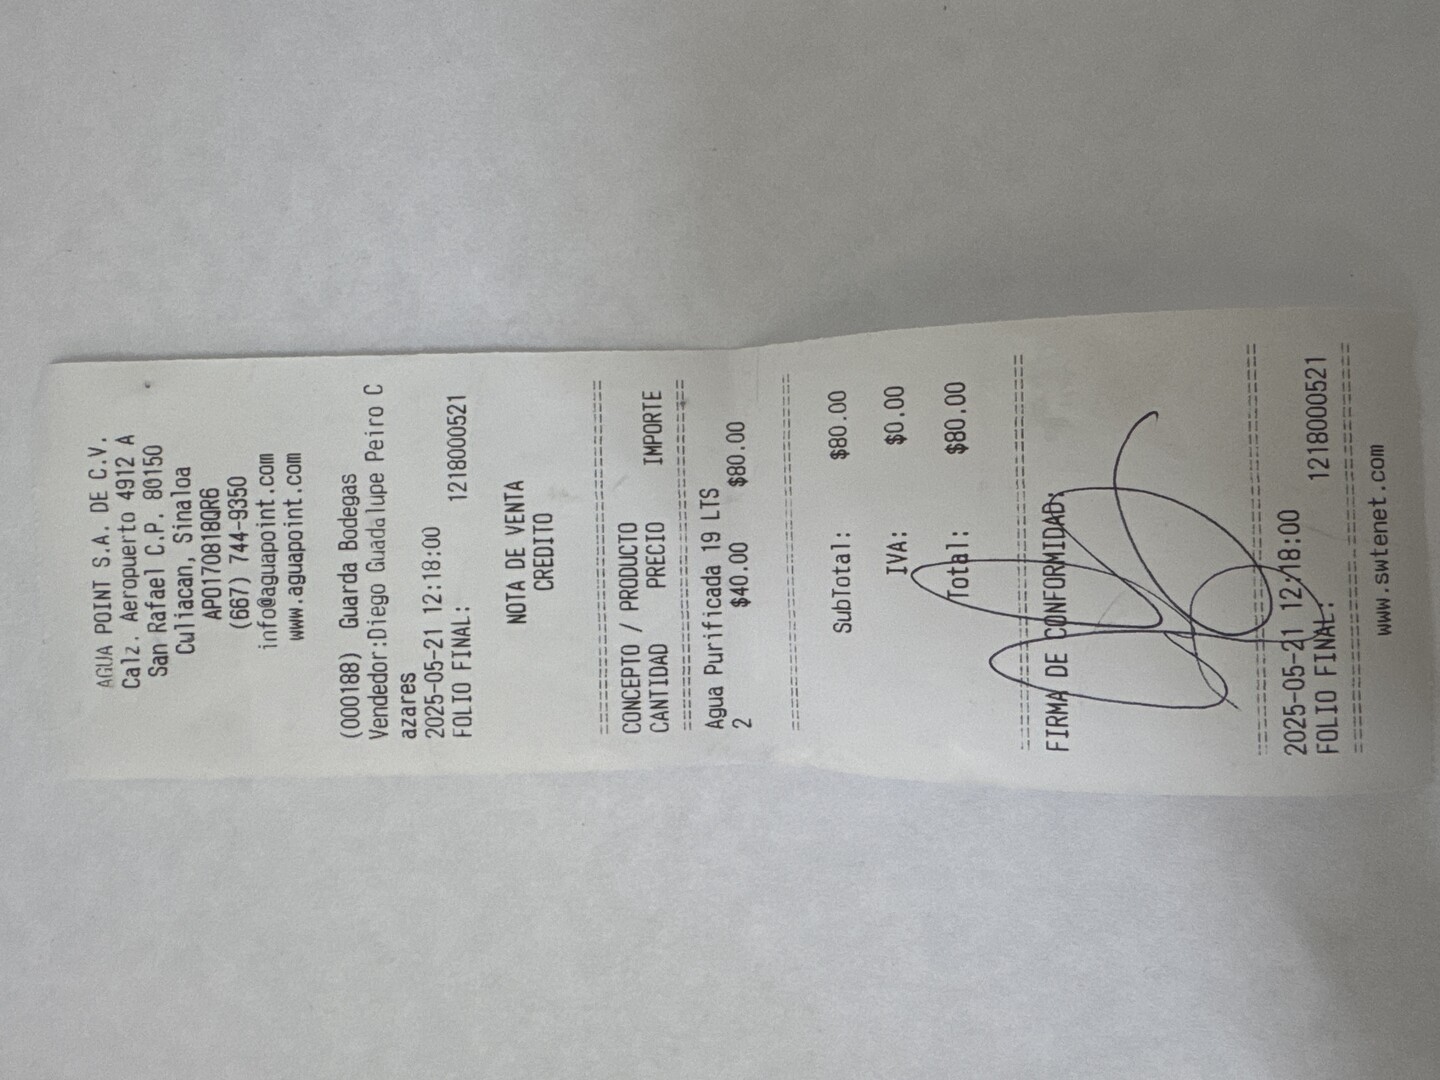 AGUA POINT S.A. DE C.V.
Calz. Aeropuerto 4912 A
San Rafael C.P. 80150
Culiacan, Sinaloa
APO170818QR6
(667) 744-9350
info@aguapoint.com
www.aguapoint.com
(000188) Guarda Bodegas
Vendedor:Diego Guadalupe Peiro C
azares
2025-05-21 12:18:00
FOLIO FINAL: 1218000521
NOTA DE VENTA
CREDITO
================================
CONCEPTO / PRODUCTO
CANTIDAD PRECIO IMPORTE
================================
Agua Purificada 19 LTS
2 $40.00 $80.00
================================
SubTotal: $80.00
IVA: $0.00
Total: $80.00
================================
FIRMA DE CONFORMIDAD:
================================
2025-05-21 12:18:00
FOLIO FINAL: 1218000521
================================
www.swtenet.com